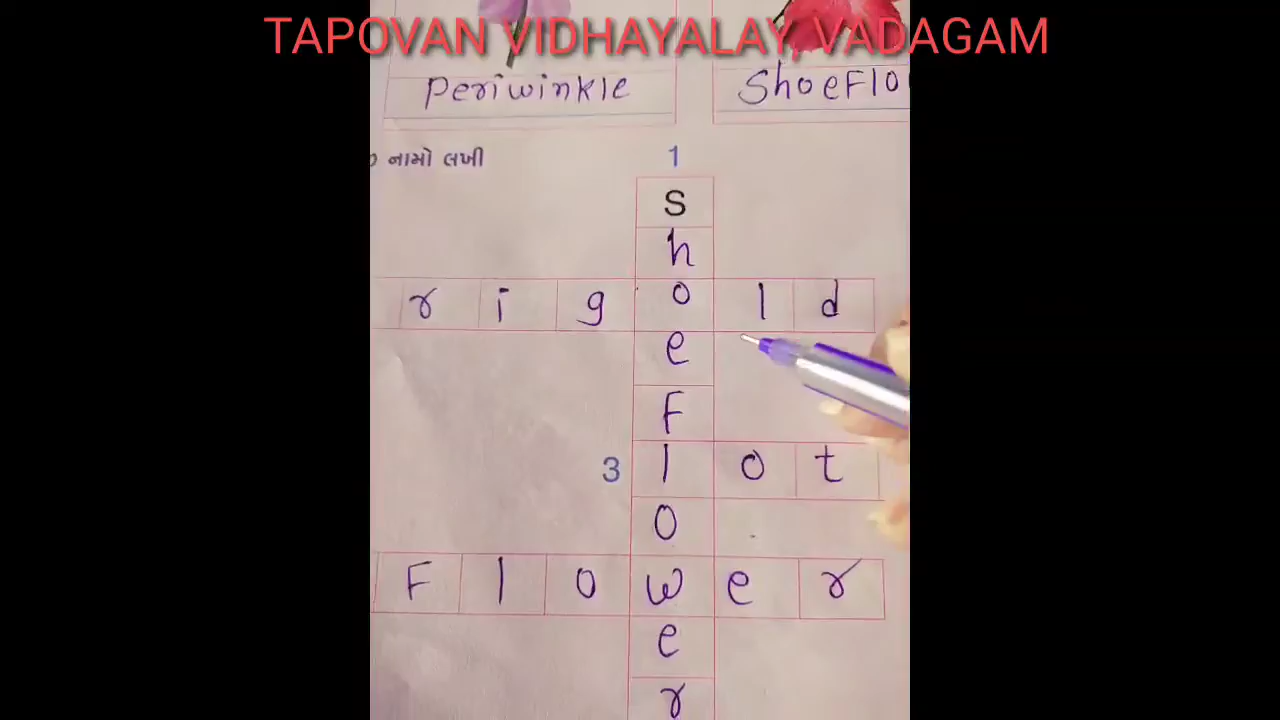 TAPOVAN VIDHAYALAY, VADAGAM
Periwinkle
ShoeFlo
નામો લખી
1
S
h
r i g o l d
e
F
3 l o t
o
F l o w e r
e
r